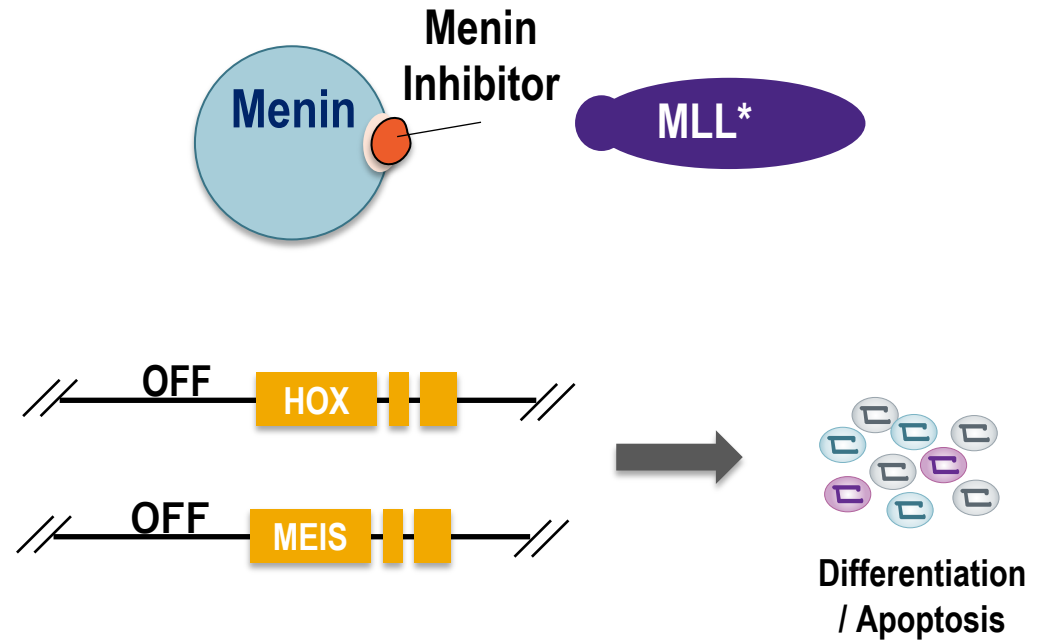 Menin
Inhibitor
Menin
MLL*
OFF
HOX
OFF
MEIS
Differentiation
/ Apoptosis